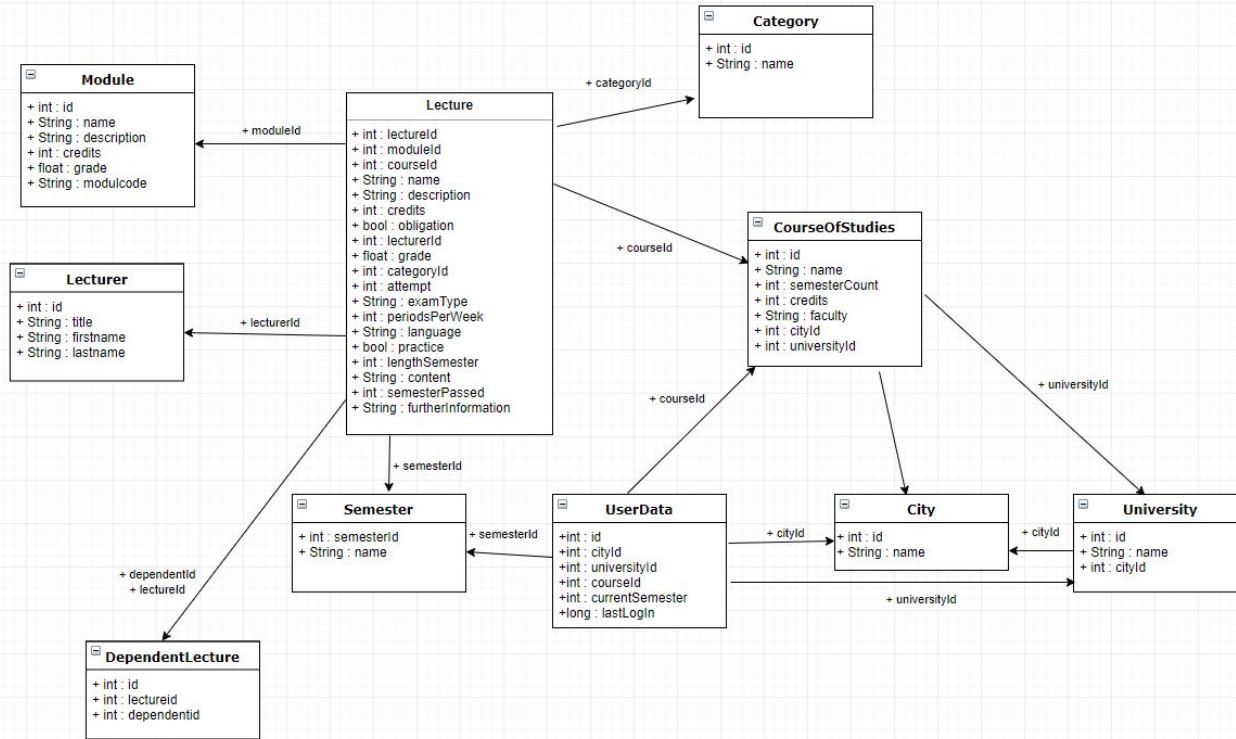 Category
+ int : id
+ String : name
Module
+ int : id
+ String : name
+ String : description
+ int : credits
+ float : grade
+ String : modulcode
+ moduleId
Lecture
+ int : lectureId
+ int : moduleId
+ int : courseId
+ String : name
+ String : description
+ int : credits
+ bool : obligation
+ int : lecturerId
+ float : grade
+ int : categoryId
+ int : attempt
+ String : examType
+ int : periodsPerWeek
+ String : language
+ bool : practice
+ int : lengthSemester
+ String : content
+ int : semesterPassed
+ String : furtherInformation
+ categoryId
+ courseId
CourseOfStudies
+ int : id
+ String : name
+ int : semesterCount
+ int : credits
+ String : faculty
+ int : cityId
+ int : universityId
Lecturer
+ int : id
+ String : title
+ String : firstname
+ String : lastname
+ lecturerId
+ courseId
+ universityId
+ semesterId
Semester
+ int : semesterId
+ String : name
+ semesterId
UserData
+int : id
+int : cityId
+int : universityId
+int : courseId
+int : currentSemester
+long : lastLogIn
+ cityId
City
+ int : id
+ String : name
+ cityId
University
+ int : id
+ String : name
+ int : cityId
+ universityId
+ dependentId
+ lectureId
DependentLecture
+ int : id
+ int : lectureid
+ int : dependentid